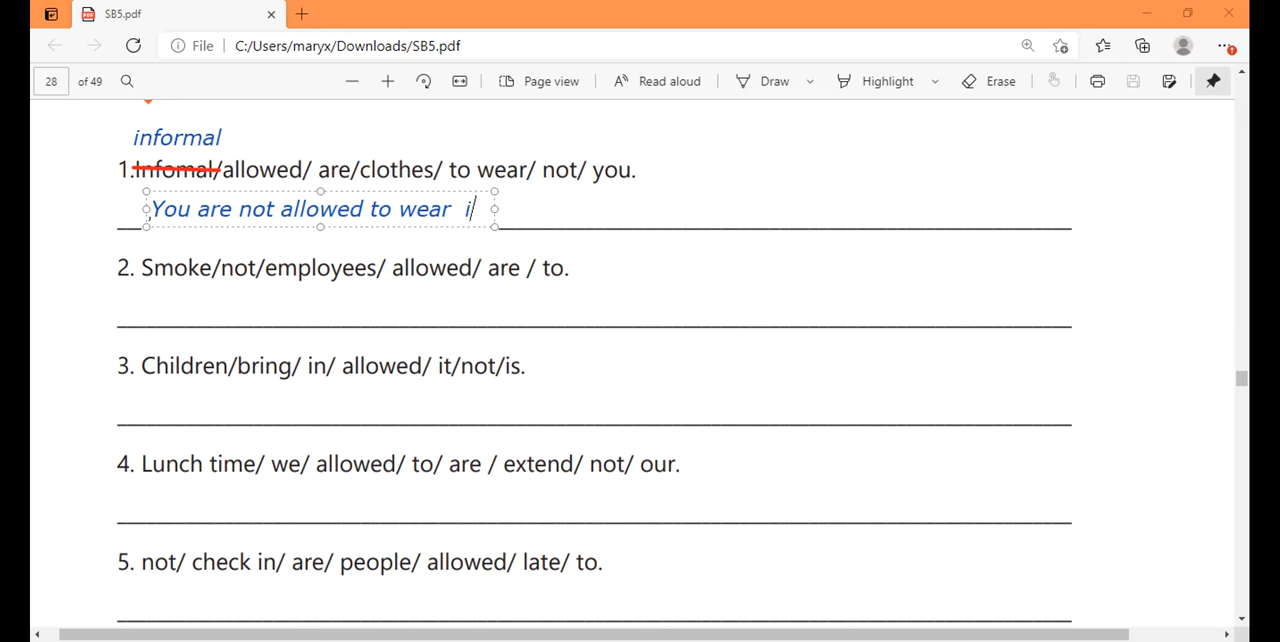 SB5.pdf
File C:/Users/maryx/Downloads/SB5.pdf
28 of 49 Page view Read aloud Draw Highlight Erase
informal
1.Infomal/allowed/ are/clothes/ to wear/ not/ you.
You are not allowed to wear i
2. Smoke/not/employees/ allowed/ are / to.
3. Children/bring/ in/ allowed/ it/not/is.
4. Lunch time/ we/ allowed/ to/ are / extend/ not/ our.
5. not/ check in/ are/ people/ allowed/ late/ to.